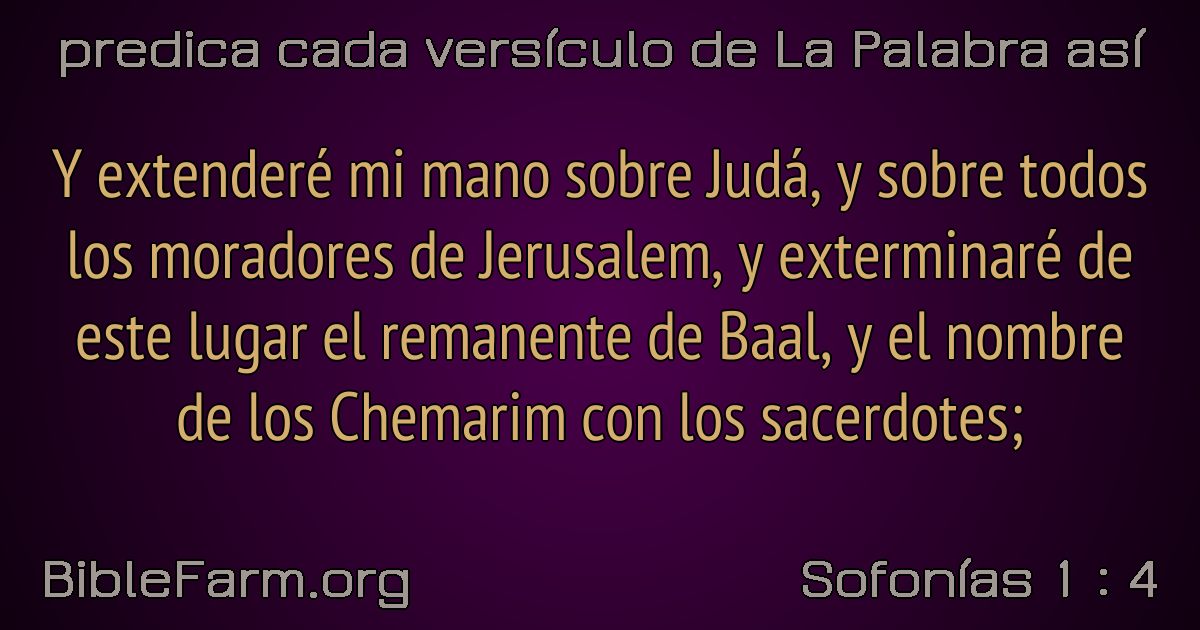 predica cada versículo de La Palabra así
Y extenderé mi mano sobre Judá, y sobre todos
los moradores de Jerusalem, y exterminaré de
este lugar el remanente de Baal, y el nombre
de los Chemarim con los sacerdotes;
BibleFarm.org
Sofonías 1 : 4